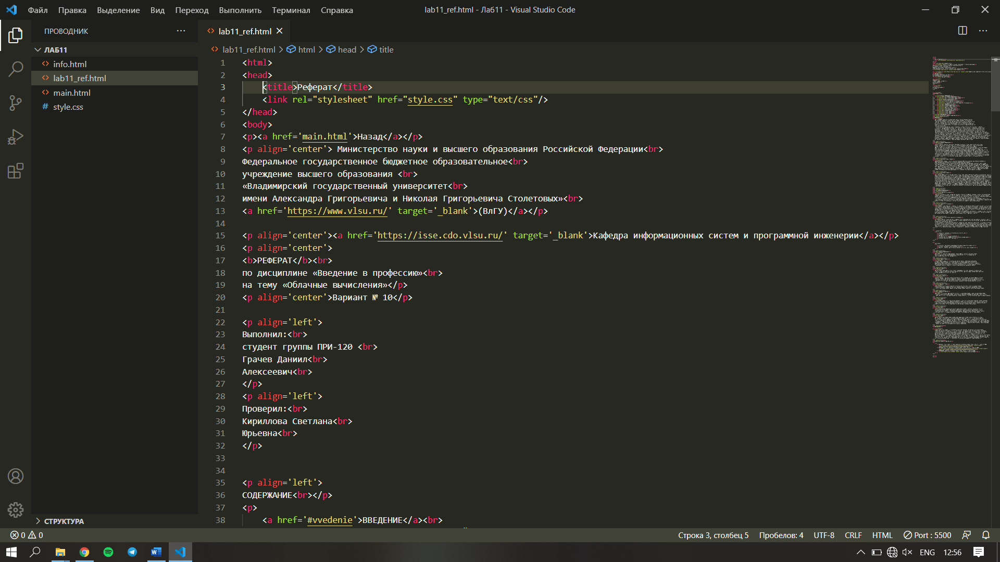 Файл Правка Выделение Вид Переход Выполнить Терминал Справка
lab11_ref.html - Ла611 - Visual Studio Code
ПРОВОДНИК
ЛАБ11
info.html
lab11_ref.html
main.html
style.css
СТРУКТУРА
lab11_ref.html
lab11_ref.html > html > head > title
1 <html>
2 <head>
3 <title>Реферат</title>
4 <link rel="stylesheet" href="style.css" type="text/css"/>
5 </head>
6 <body>
7 <p><a href='main.html'>Назад</a></p>
8 <p align='center'> Министерство науки и высшего образования Российской Федерации<br>
9 Федеральное государственное бюджетное образовательное<br>
10 учреждение высшего образования <br>
11 «Владимирский государственный университет<br>
12 имени Александра Григорьевича и Николая Григорьевича Столетовых»<br>
13 <a href='https://www.vlsu.ru/' target='_blank'>(ВлГУ)</a></p>
14
15 <p align='center'><a href='https://isse.cdo.vlsu.ru/' target='_blank'>Кафедра информационных систем и программной инженерии</a></p>
16 <p align='center'>
17 <b>РЕФЕРАТ</b><br>
18 по дисциплине «Введение в профессию»<br>
19 на тему «Облачные вычисления»</p>
20 <p align='center'>Вариант № 10</p>
21
22 <p align='left'>
23 Выполнил:<br>
24 студент группы ПРИ-120 <br>
25 Грачев Даниил<br>
26 Алексеевич<br>
27 </p>
28 <p align='left'>
29 Проверил:<br>
30 Кириллова Светлана<br>
31 Юрьевна<br>
32 </p>
33
34
35 <p align='left'>
36 СОДЕРЖАНИЕ<br></p>
37 <p>
38 <a href='#vvedenie'>ВВЕДЕНИЕ</a><br>
0 0
Строка 3, столбец 5 Пробелов: 4 UTF-8 CRLF HTML Port : 5500
ENG 12:56